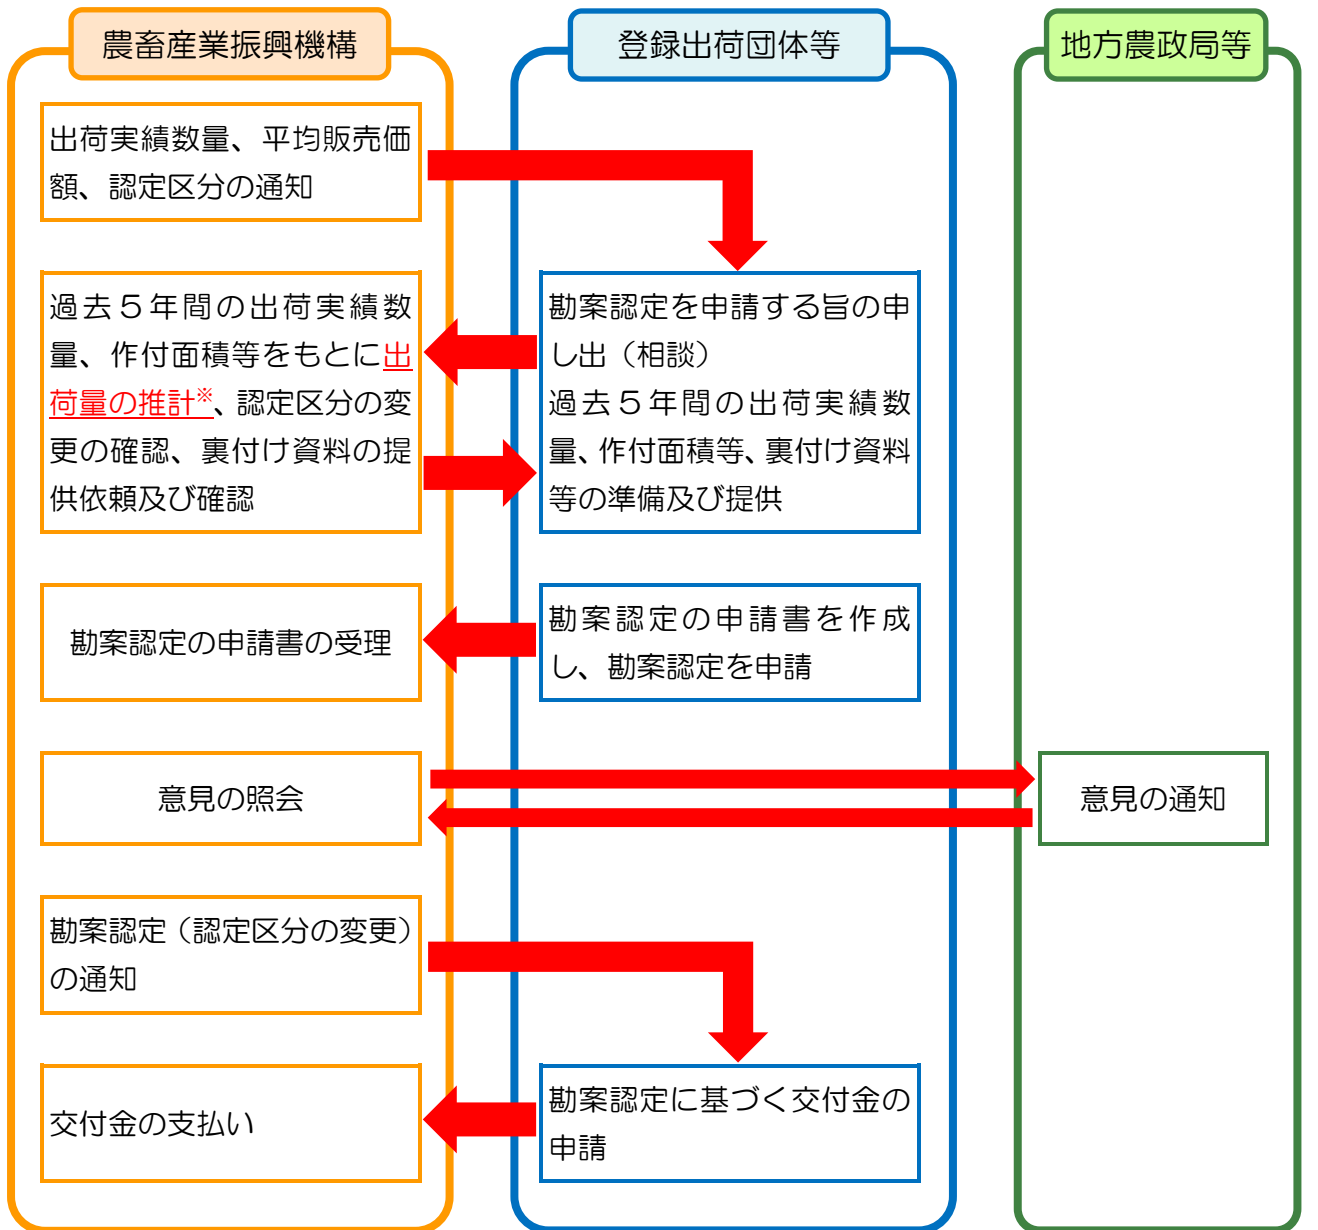 農畜産業振興機構
登録出荷団体等
地方農政局等
出荷実績数量、平均販売価
額、認定区分の通知
過去５年間の出荷実績数
量、作付面積等をもとに出
荷量の推計※、認定区分の変
更の確認、裏付け資料の提
供依頼及び確認
勘案認定を申請する旨の申
し出（相談）
過去５年間の出荷実績数
量、作付面積等、裏付け資料
等の準備及び提供
勘案認定の申請書の受理
勘案認定の申請書を作成
し、勘案認定を申請
意見の照会
意見の通知
勘案認定（認定区分の変更）
の通知
交付金の支払い
勘案認定に基づく交付金の
申請